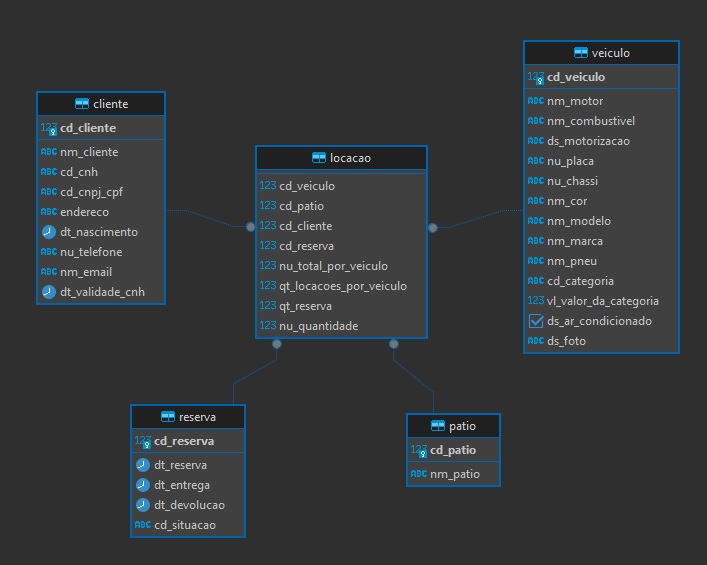 cliente
123 cd_cliente
ABC nm_cliente
ABC cd_cnh
ABC cd_cnpj_cpf
ABC endereco
dt_nascimento
ABC nu_telefone
ABC nm_email
dt_validade_cnh
locacao
123 cd_veiculo
123 cd_patio
123 cd_cliente
123 cd_reserva
123 nu_total_por_veiculo
123 qt_locacoes_por_veiculo
123 qt_reserva
123 nu_quantidade
veiculo
123 cd_veiculo
ABC nm_motor
ABC nm_combustivel
ABC ds_motorizacao
ABC nu_placa
ABC nu_chassi
ABC nm_cor
ABC nm_modelo
ABC nm_marca
ABC nm_pneu
ABC cd_categoria
123 vl_valor_da_categoria
ds_ar_condicionado
ABC ds_foto
reserva
123 cd_reserva
dt_reserva
dt_entrega
dt_devolucao
ABC cd_situacao
patio
123 cd_patio
ABC nm_patio